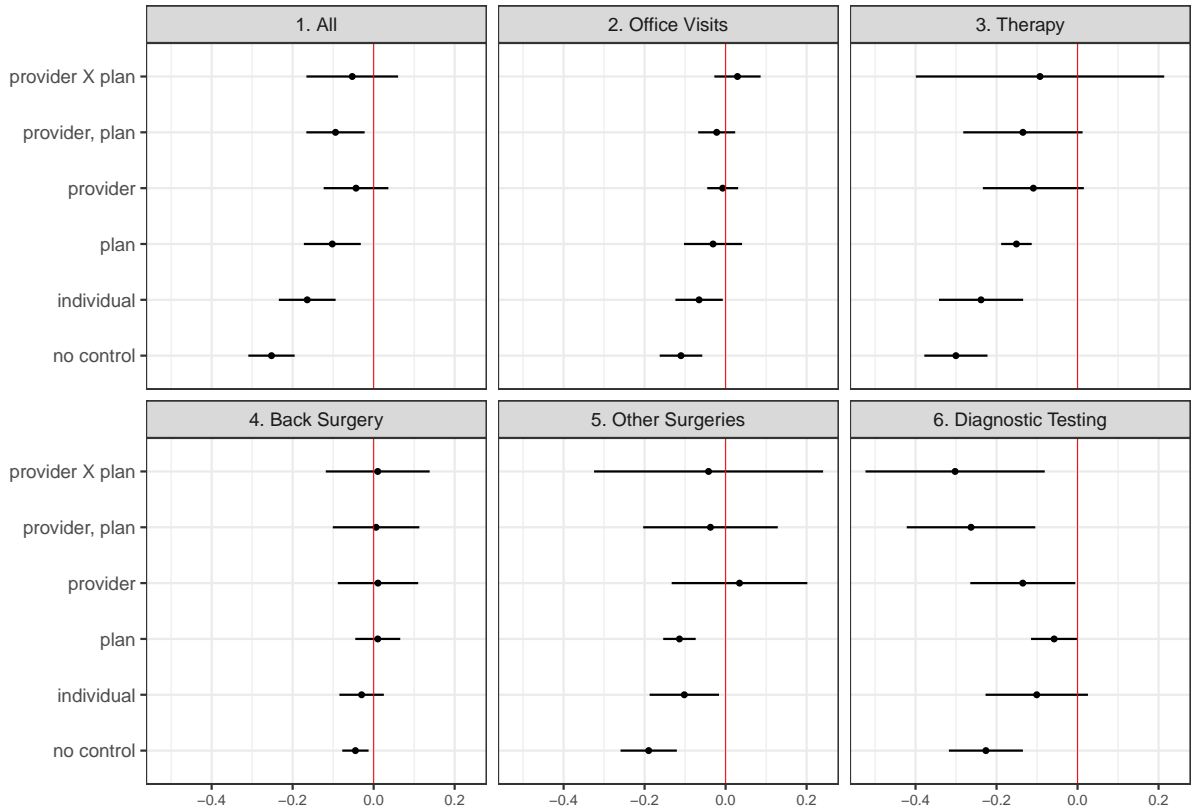 1. All
2. Office Visits
3. Therapy
provider X plan
provider, plan
provider
plan
individual
no control
4. Back Surgery
5. Other Surgeries
6. Diagnostic Testing
provider X plan
provider, plan
provider
plan
individual
no control
−0.4 −0.2 0.0 0.2
−0.4 −0.2 0.0 0.2
−0.4 −0.2 0.0 0.2